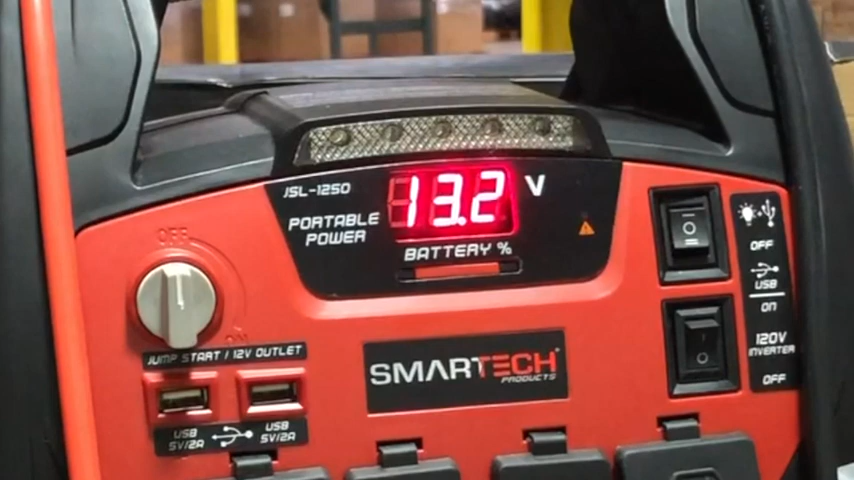 JSL-1250
PORTABLE
POWER
13.2 V
BATTERY %
OFF
ON
JUMP START / 12V OUTLET
USB
5V/2A
USB
5V/2A
SMARTECH
PRODUCTS
OFF
USB
ON
120V
INVERTER
OFF